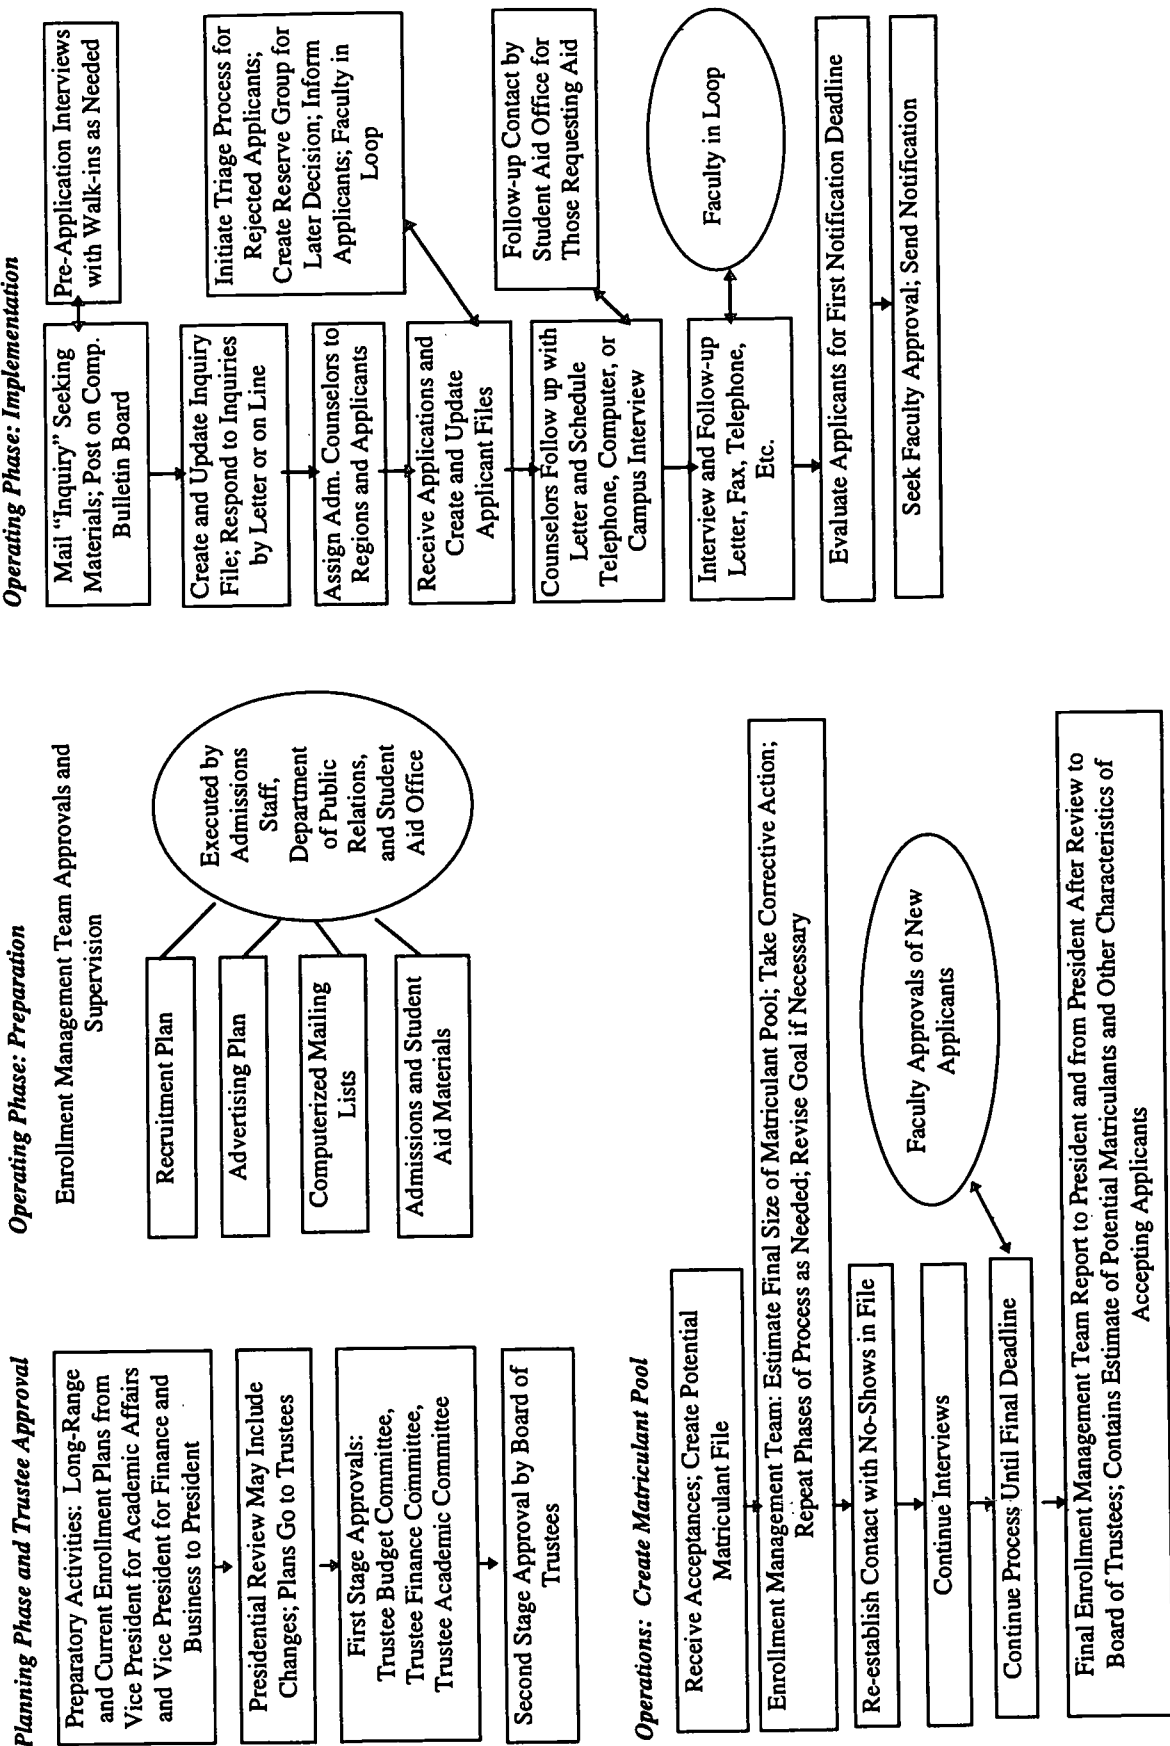 Planning Phase and Trustee Approval
Preparatory Activities: Long-Range
and Current Enrollment Plans from
Vice President for Academic Affairs
and Vice President for Finance and
Business to President
Presidential Review May Include
Changes; Plans Go to Trustees
First Stage Approvals:
Trustee Budget Committee,
Trustee Finance Committee,
Trustee Academic Committee
Second Stage Approval by Board of
Trustees
Operating Phase: Preparation
Enrollment Management Team Approvals and
Supervision
Recruitment Plan
Advertising Plan
Computerized Mailing
Lists
Admissions and Student
Aid Materials
Executed by
Admissions
Staff,
Department
of Public
Relations,
and Student
Aid Office
Operating Phase: Implementation
Mail “Inquiry” Seeking
Materials; Post on Comp.
Bulletin Board
Pre-Application Interviews
with Walk-ins as Needed
Create and Update Inquiry
File; Respond to Inquiries
by Letter or on Line
Assign Adm. Counselors to
Regions and Applicants
Receive Applications and
Create and Update
Applicant Files
Initiate Triage Process for
Rejected Applicants;
Create Reserve Group for
Later Decision; Inform
Applicants; Faculty in
Loop
Counselors Follow up with
Letter and Schedule
Telephone, Computer, or
Campus Interview
Follow-up Contact by
Student Aid Office for
Those Requesting Aid
Interview and Follow-up
Letter, Fax, Telephone,
Etc.
Faculty in Loop
Evaluate Applicants for First Notification Deadline
Seek Faculty Approval; Send Notification
Operations: Create Matriculant Pool
Receive Acceptances; Create Potential
Matriculant File
Enrollment Management Team: Estimate Final Size of Matriculant Pool; Take Corrective Action;
Repeat Phases of Process as Needed; Revise Goal if Necessary
Re-establish Contact with No-Shows in File
Continue Interviews
Continue Process Until Final Deadline
Faculty Approvals of New
Applicants
Final Enrollment Management Team Report to President and from President After Review to
Board of Trustees; Contains Estimate of Potential Matriculants and Other Characteristics of
Accepting Applicants